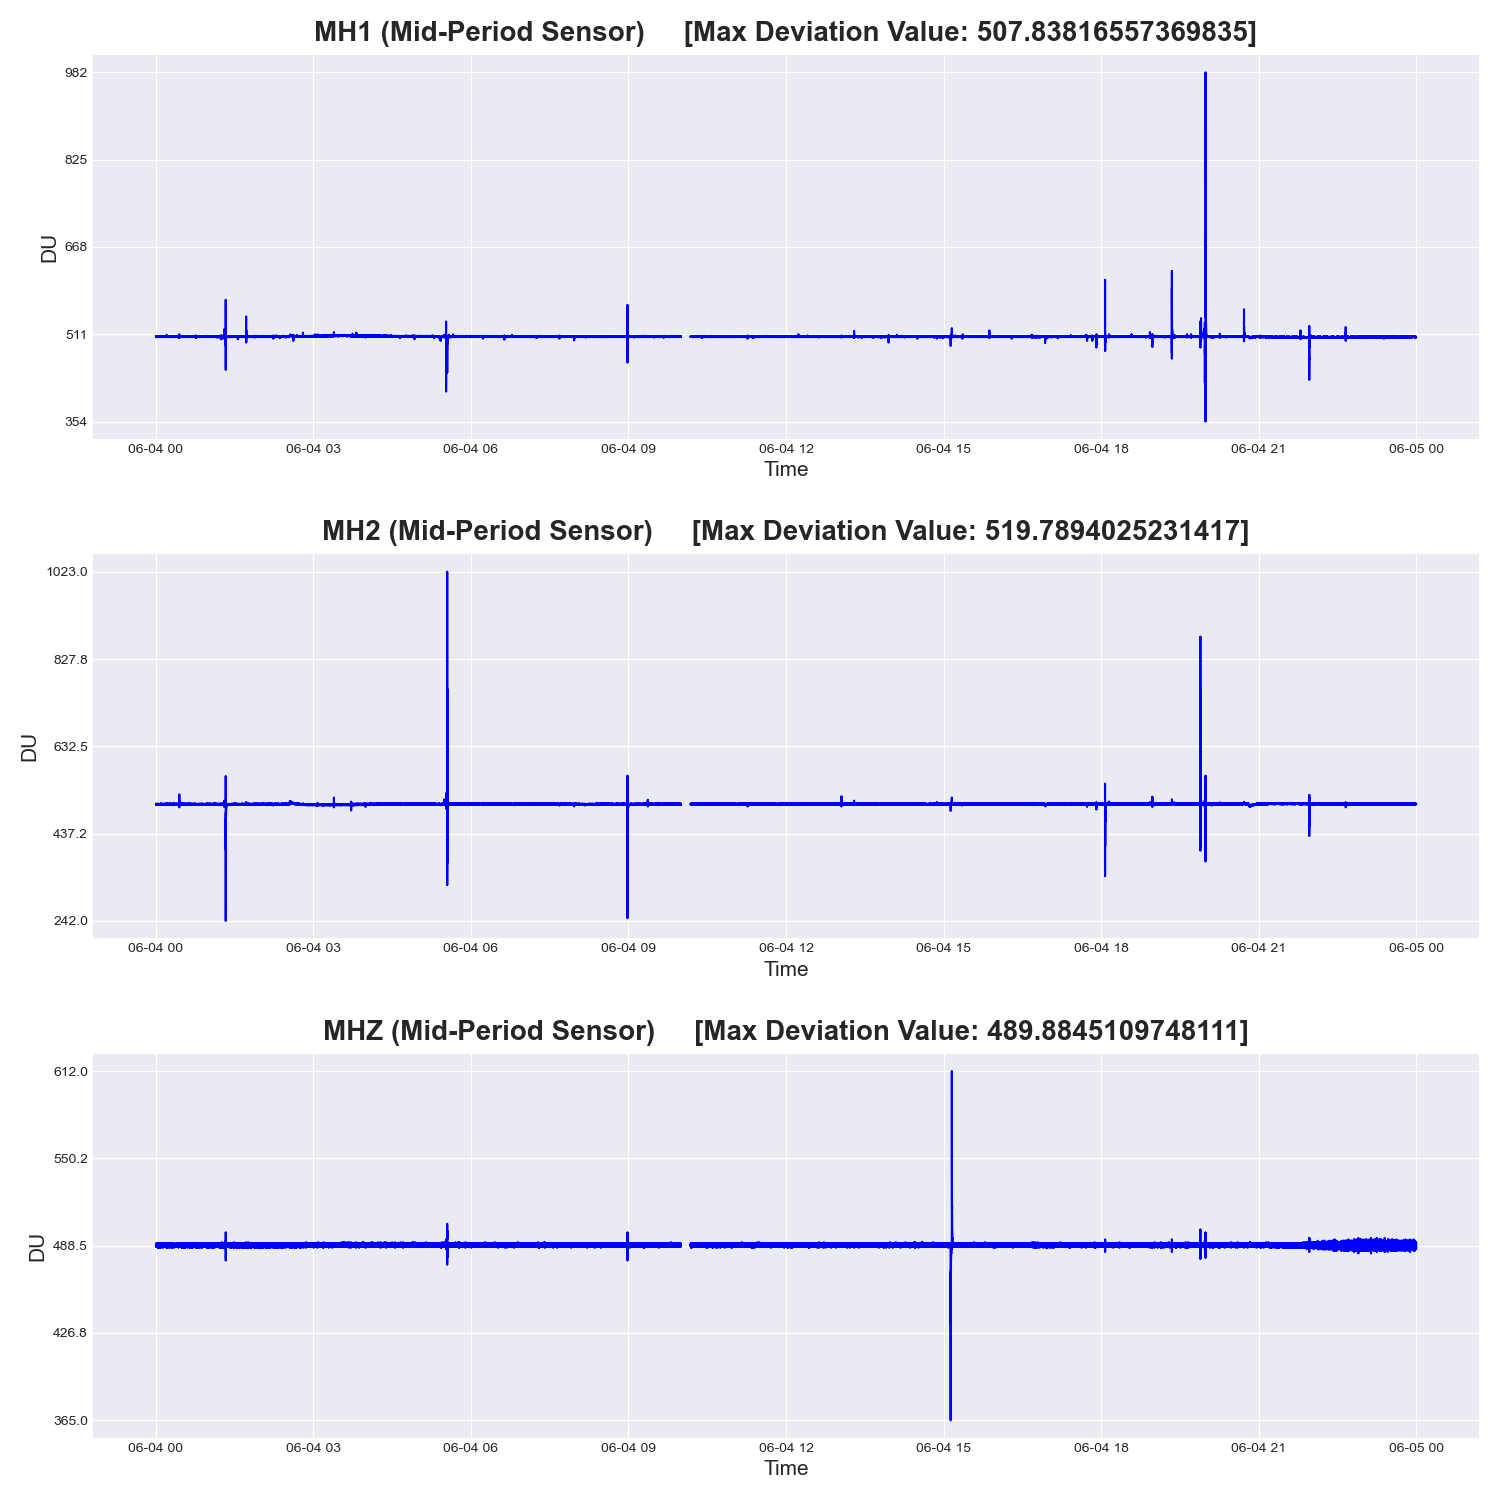 MH1 (Mid-Period Sensor) [Max Deviation Value: 507.83816557369835]
982
825
668
511
354
DU
06-04 00 06-04 03 06-04 06 06-04 09 06-04 12 06-04 15 06-04 18 06-04 21 06-05 00
Time
MH2 (Mid-Period Sensor) [Max Deviation Value: 519.7894025231417]
1023.0
827.8
632.5
437.2
242.0
DU
06-04 00 06-04 03 06-04 06 06-04 09 06-04 12 06-04 15 06-04 18 06-04 21 06-05 00
Time
MHZ (Mid-Period Sensor) [Max Deviation Value: 489.8845109748111]
612.0
550.2
488.5
426.8
365.0
DU
06-04 00 06-04 03 06-04 06 06-04 09 06-04 12 06-04 15 06-04 18 06-04 21 06-05 00
Time